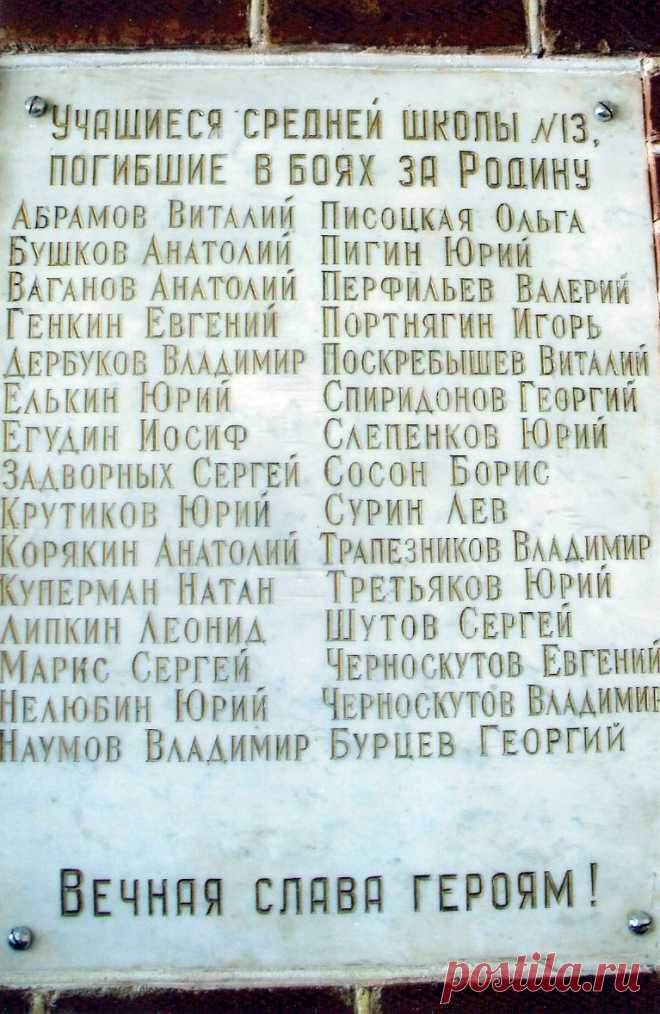 Учащиеся средней школы №13,
погибшие в боях за Родину
Абрамов Виталий
Бушков Анатолий
Ваганов Анатолий
Генкин Евгений
Дербуков Владимир
Елькин Юрий
Егудин Иосиф
Задворных Сергей
Крутиков Юрий
Корякин Анатолий
Куперман Натан
Липкин Леонид
Маркс Сергей
Нелюбин Юрий
Наумов Владимир
Писоцкая Ольга
Пигин Юрий
Перфильев Валерий
Портнягин Игорь
Поскребышев Виталий
Спиридонов Георгий
Слепенков Юрий
Сосон Борис
Сурин Лев
Трапезников Владимир
Третьяков Юрий
Шутов Сергей
Черноскутов Евгений
Черноскутов Владимир
Бурцев Георгий
Вечная слава героям!
postila.ru